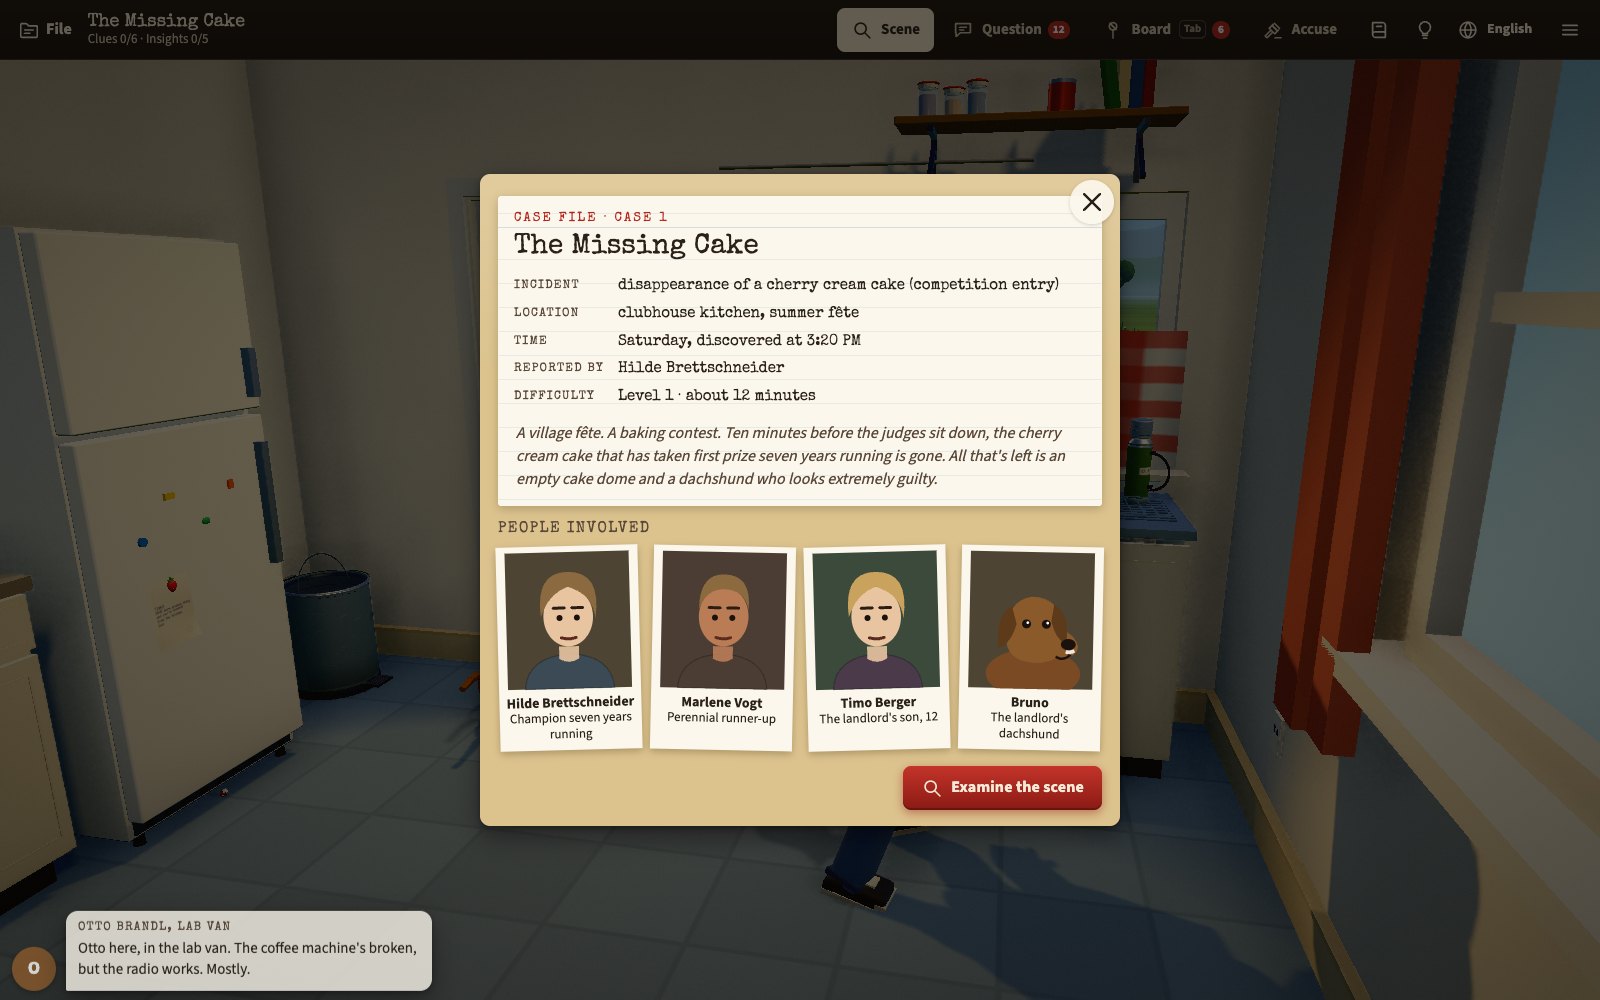 File
The Missing Cake
Clues 0/6 · Insights 0/5
Scene
Question 12
Board Tab 6
Accuse
English
CASE FILE · CASE 1
The Missing Cake
INCIDENT disappearance of a cherry cream cake (competition entry)
LOCATION clubhouse kitchen, summer fête
TIME Saturday, discovered at 3:20 PM
REPORTED BY Hilde Brettschneider
DIFFICULTY Level 1 · about 12 minutes
A village fête. A baking contest. Ten minutes before the judges sit down, the cherry
cream cake that has taken first prize seven years running is gone. All that's left is an
empty cake dome and a dachshund who looks extremely guilty.
PEOPLE INVOLVED
Hilde Brettschneider
Champion seven years
running
Marlene Vogt
Perennial runner-up
Timo Berger
The landlord's son, 12
Bruno
The landlord's
dachshund
Examine the scene
OTTO BRANDL, LAB VAN
Otto here, in the lab van. The coffee machine's broken,
but the radio works. Mostly.
O